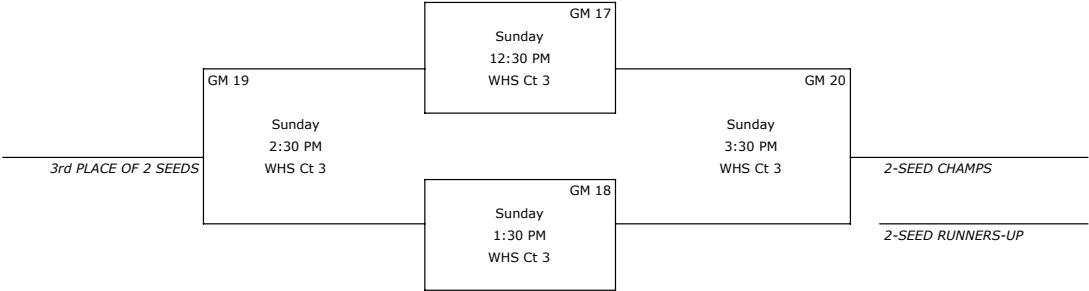 GM 17
Sunday
12:30 PM
WHS Ct 3
GM 19
Sunday
2:30 PM
WHS Ct 3
3rd PLACE OF 2 SEEDS
GM 20
Sunday
3:30 PM
WHS Ct 3
2-SEED CHAMPS
GM 18
Sunday
1:30 PM
WHS Ct 3
2-SEED RUNNERS-UP